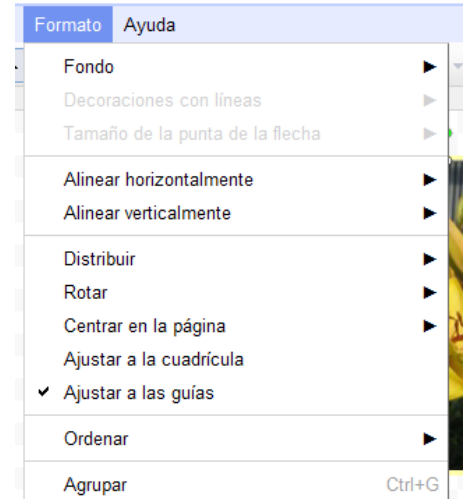 Formato Ayuda
Fondo
Decoraciones con líneas
Tamaño de la punta de la flecha
Alinear horizontalmente
Alinear verticalmente
Distribuir
Rotar
Centrar en la página
Ajustar a la cuadrícula
Ajustar a las guías
Ordenar
Agrupar Ctrl+G